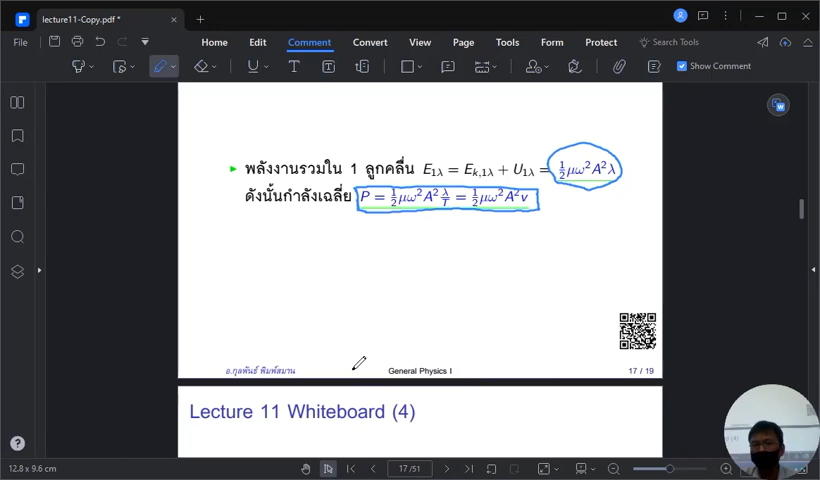 lecture11-Copy.pdf *
File
Home
Edit
Comment
Convert
View
Page
Tools
Form
Protect
Search Tools
Show Comment
▸ พลังงานรวมใน 1 ลูกคลื่น E₁λ = Eₖ,₁λ + U₁λ = ½μω²A²λ
ดังนั้นกำลังเฉลี่ย P = ½μω²A² λ/T = ½μω²A²v
อ.กุลพันธ์ พิมพ์สมาน
General Physics I
17 / 19
Lecture 11 Whiteboard (4)
12.8 x 9.6 cm
17 /51